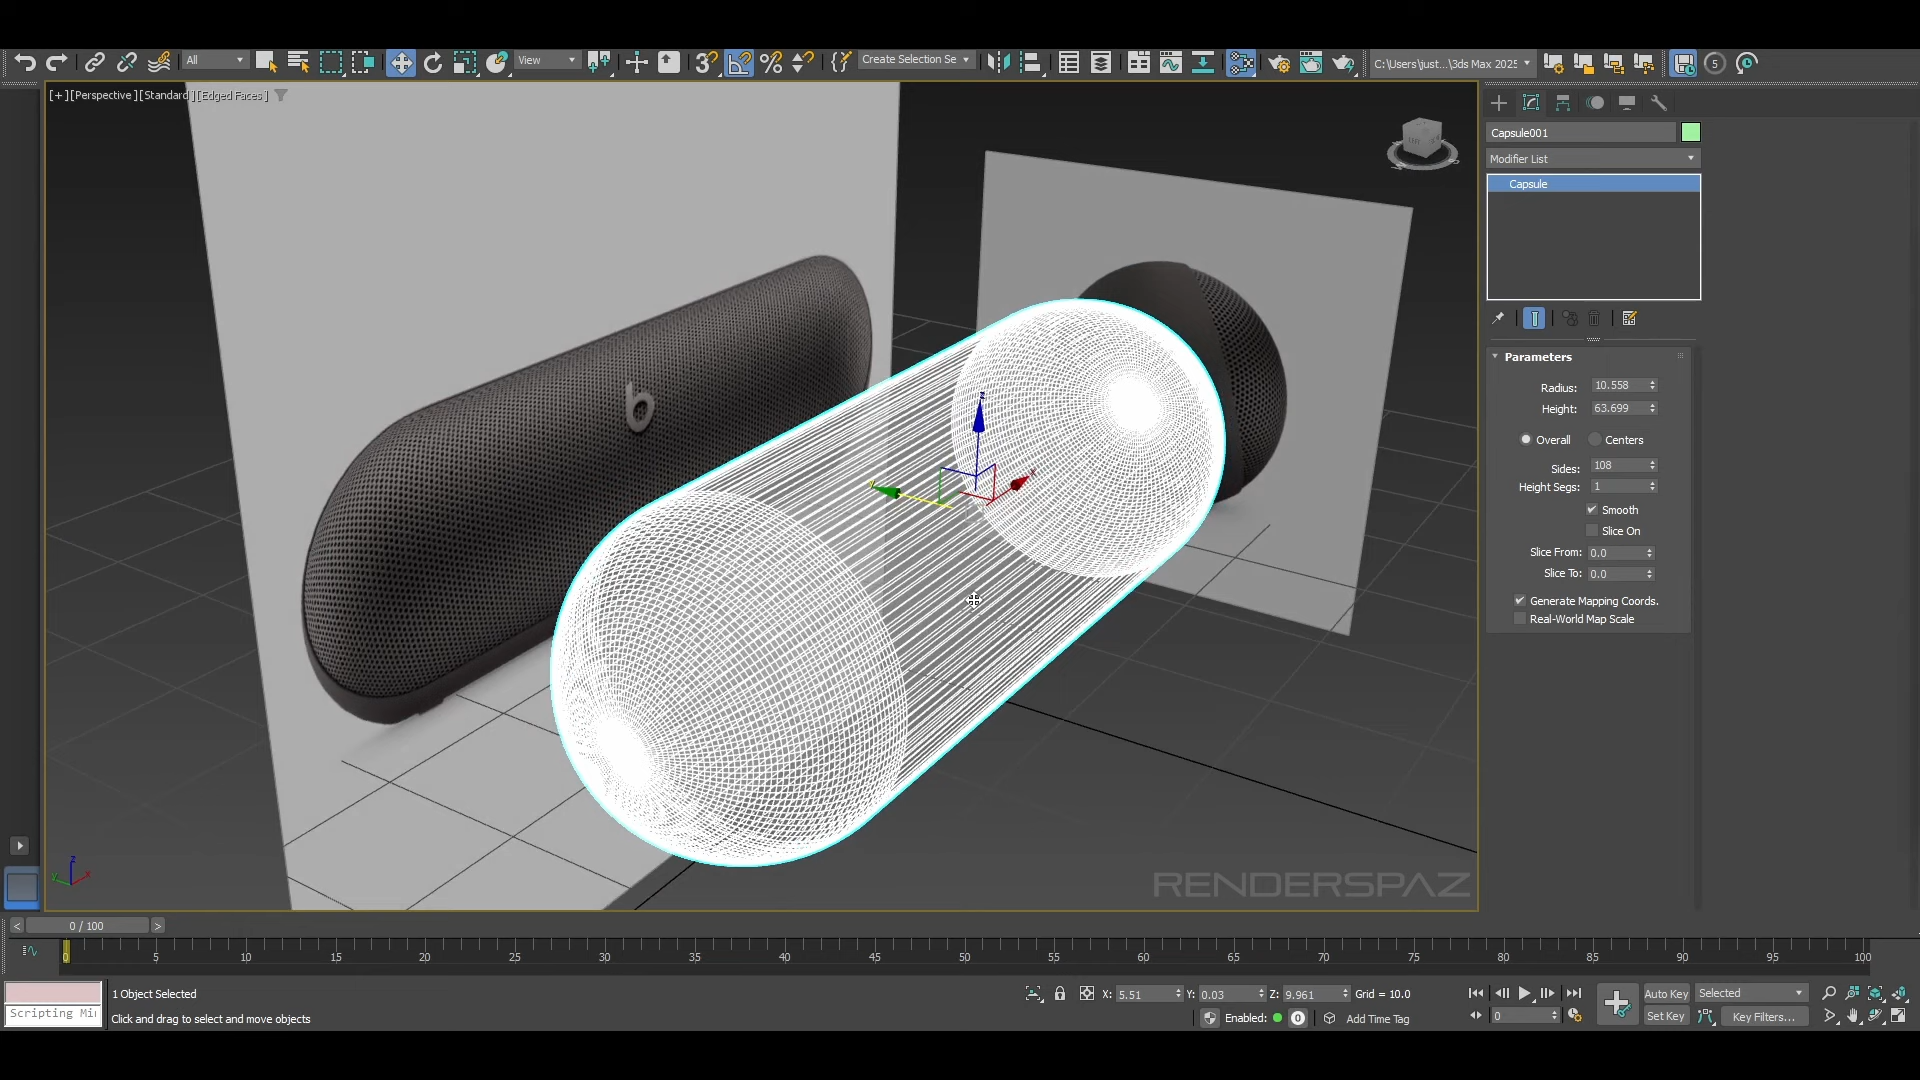 All
View
3
Create Selection Se
C:\Users\just...\3ds Max 2025
5
[+][Perspective][Standard][Edged Faces]
Capsule001
Modifier List
Capsule
Parameters
Radius: 10.558
Height: 63.699
Overall Centers
Sides: 108
Height Segs: 1
Smooth
Slice On
Slice From: 0.0
Slice To: 0.0
Generate Mapping Coords.
Real-World Map Scale
b
z
x
y
RENDERSPAZ
z
y x
< 0 / 100 >
0 5 10 15 20 25 30 35 40 45 50 55 60 65 70 75 80 85 90 95 100
1 Object Selected
X: 5.51 Y: 0.03 Z: 9.961 Grid = 10.0
Auto Key Selected
Scripting Mi
Click and drag to select and move objects
Enabled: 0 Add Time Tag
0
Set Key Key Filters...